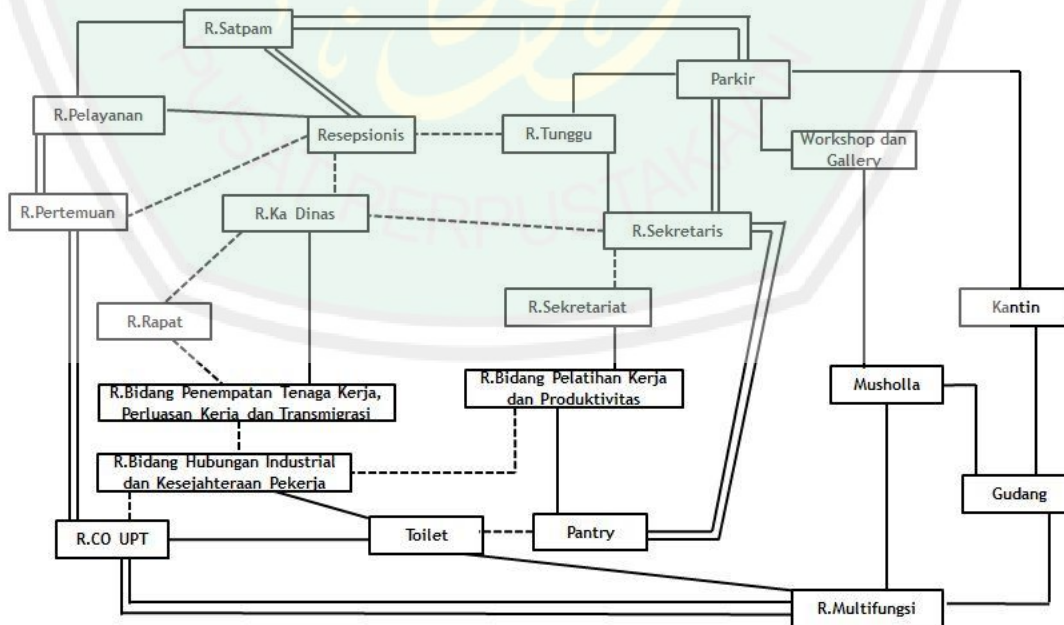 R.Satpam
Parkir
R.Pelayanan
Resepsionis
R.Tunggu
Workshop dan
Gallery
R.Pertemuan
R.Ka Dinas
R.Sekretaris
R.Rapat
R.Sekretariat
Kantin
R.Bidang Penempatan Tenaga Kerja,
Perluasan Kerja dan Transmigrasi
R.Bidang Pelatihan Kerja
dan Produktivitas
Musholla
R.Bidang Hubungan Industrial
dan Kesejahteraan Pekerja
Gudang
R.CO UPT
Toilet
Pantry
R.Multifungsi
PUSAT PERPUSTAKAAN